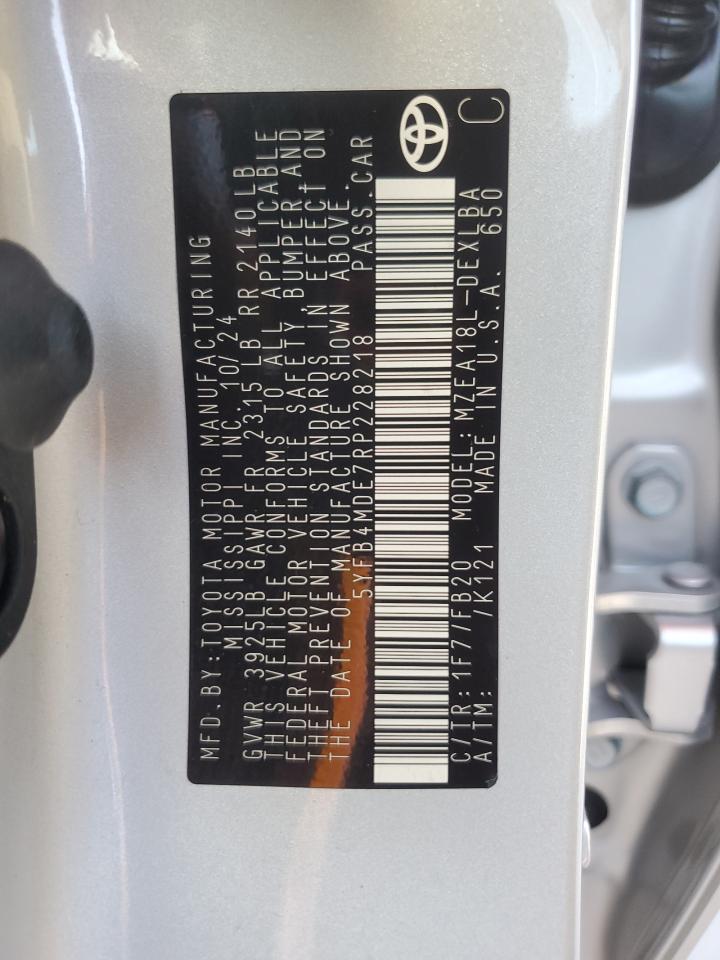 MFD.BY:TOYOTA MOTOR MANUFACTURING
MISSISSIPPI INC. 10/24
GVWR 3925LB GAWR FR 2315 LB RR 2140LB
THIS VEHICLE CONFORMS TO ALL APPLICABLE
FEDERAL MOTOR VEHICLE SAFETY, BUMPER, AND
THEFT PREVENTION STANDARDS IN EFFECT ON
THE DATE OF MANUFACTURE SHOWN ABOVE.
5YFB4MDE7RP228218 PASS.CAR
C/TR: 1F7/FB20 MODEL: MZEA18L-DEXLBA
A/TM: /K121 MADE IN U.S.A. 650
C